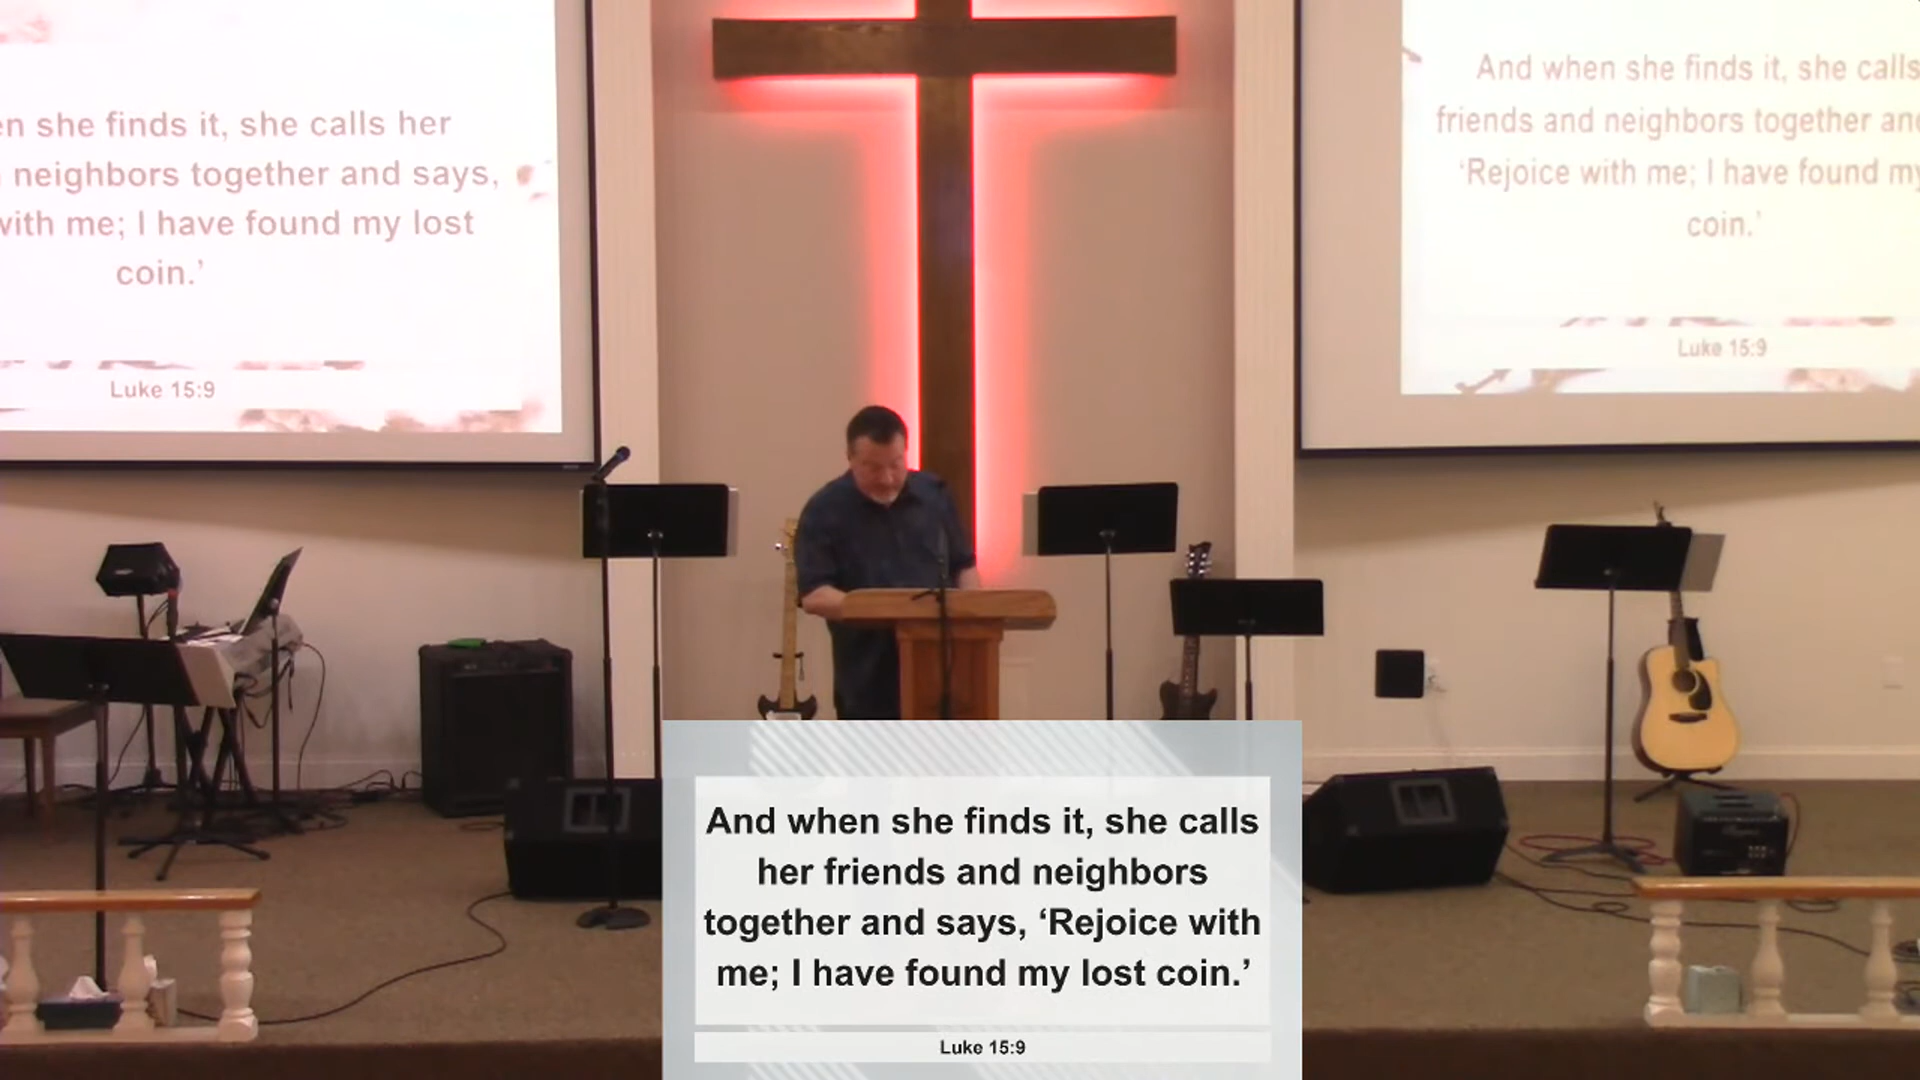 en she finds it, she calls her
neighbors together and says,
with me; I have found my lost
coin.’
Luke 15:9
And when she finds it, she calls
friends and neighbors together and
‘Rejoice with me; I have found my
coin.’
Luke 15:9
And when she finds it, she calls
her friends and neighbors
together and says, ‘Rejoice with
me; I have found my lost coin.’
Luke 15:9